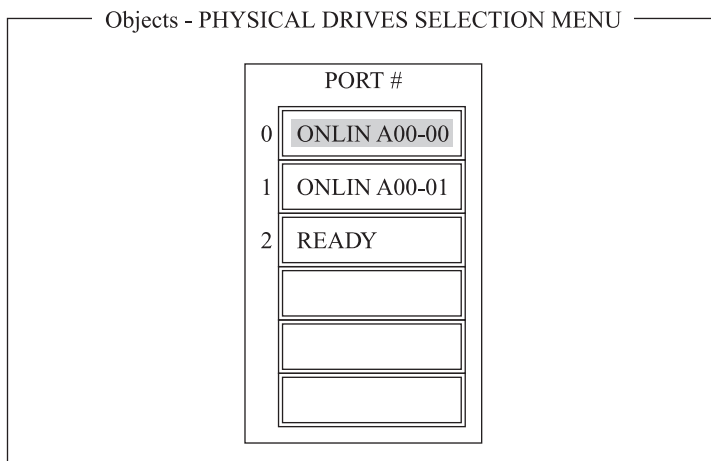 Objects - PHYSICAL DRIVES SELECTION MENU
PORT #
0 ONLIN A00-00
1 ONLIN A00-01
2 READY